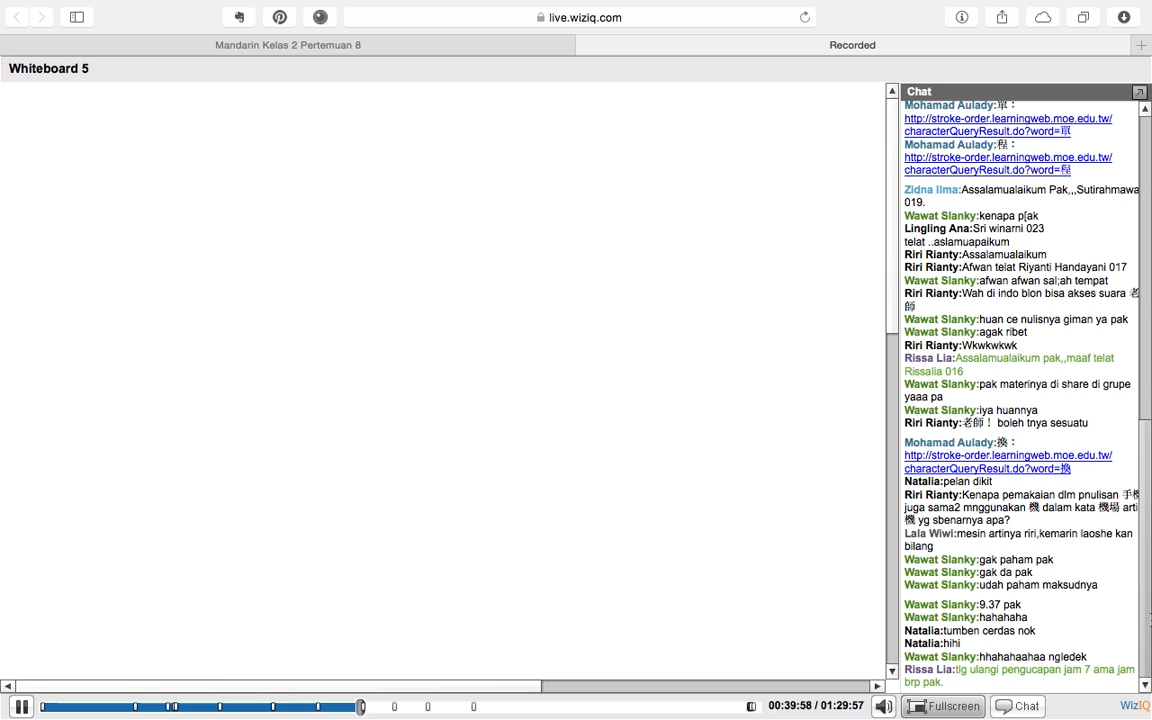 live.wiziq.com
Mandarin Kelas 2 Pertemuan 8
Recorded
Whiteboard 5
Chat
Mohamad Aulady:單：
http://stroke-order.learningweb.moe.edu.tw/
characterQueryResult.do?word=單
Mohamad Aulady:程：
http://stroke-order.learningweb.moe.edu.tw/
characterQueryResult.do?word=程
Zidna Ilma:Assalamualaikum Pak,,,Sutirahmawa
019.
Wawat Slanky:kenapa p[ak
Lingling Ana:Sri winarni 023
telat ..aslamuapaikum
Riri Rianty:Assalamualaikum
Riri Rianty:Afwan telat Riyanti Handayani 017
Wawat Slanky:afwan afwan sal;ah tempat
Riri Rianty:Wah di indo blon bisa akses suara 老
師
Wawat Slanky:huan ce nulisnya giman ya pak
Wawat Slanky:agak ribet
Riri Rianty:Wkwkwkwk
Rissa Lia:Assalamualaikum pak,,maaf telat
Rissalia 016
Wawat Slanky:pak materinya di share di grupe
yaaa pa
Wawat Slanky:iya huannya
Riri Rianty:老師！ boleh tnya sesuatu
Mohamad Aulady:換：
http://stroke-order.learningweb.moe.edu.tw/
characterQueryResult.do?word=換
Natalia:pelan dikit
Riri Rianty:Kenapa pemakaian dlm pnulisan 手機
juga sama2 mnggunakan 機 dalam kata 機場 arti
機 yg sbenarnya apa?
Lala Wiwi:mesin artinya riri,kemarin laoshe kan
bilang
Wawat Slanky:gak paham pak
Wawat Slanky:gak da pak
Wawat Slanky:udah paham maksudnya
Wawat Slanky:9.37 pak
Wawat Slanky:hahahaha
Natalia:tumben cerdas nok
Natalia:hihi
Wawat Slanky:hhahahaahaa ngledek
Rissa Lia:tlg ulangi pengucapan jam 7 ama jam
brp pak.
00:39:58 / 01:29:57
Fullscreen
Chat
WizIQ